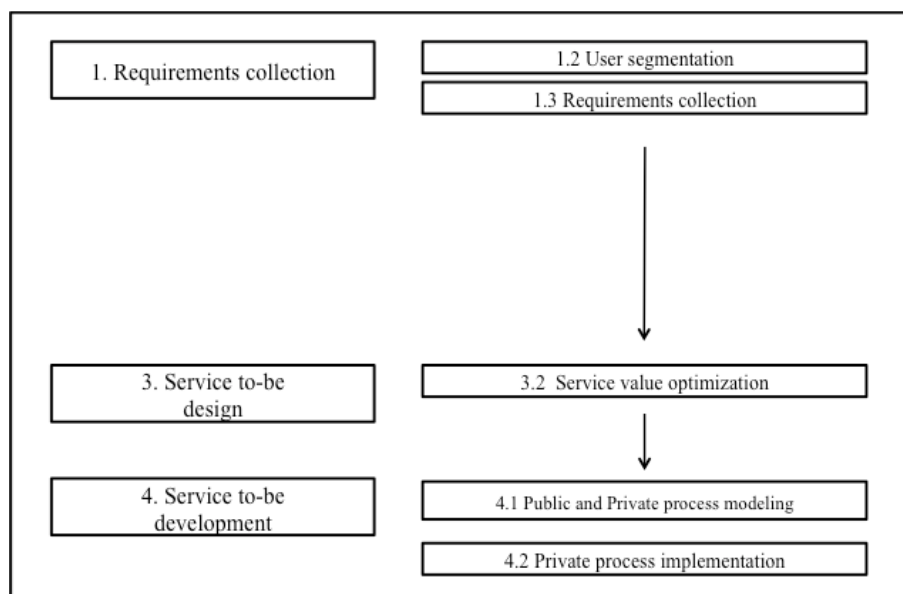 1. Requirements collection
1.2 User segmentation
1.3 Requirements collection
3. Service to-be
design
3.2 Service value optimization
4. Service to-be
development
4.1 Public and Private process modeling
4.2 Private process implementation